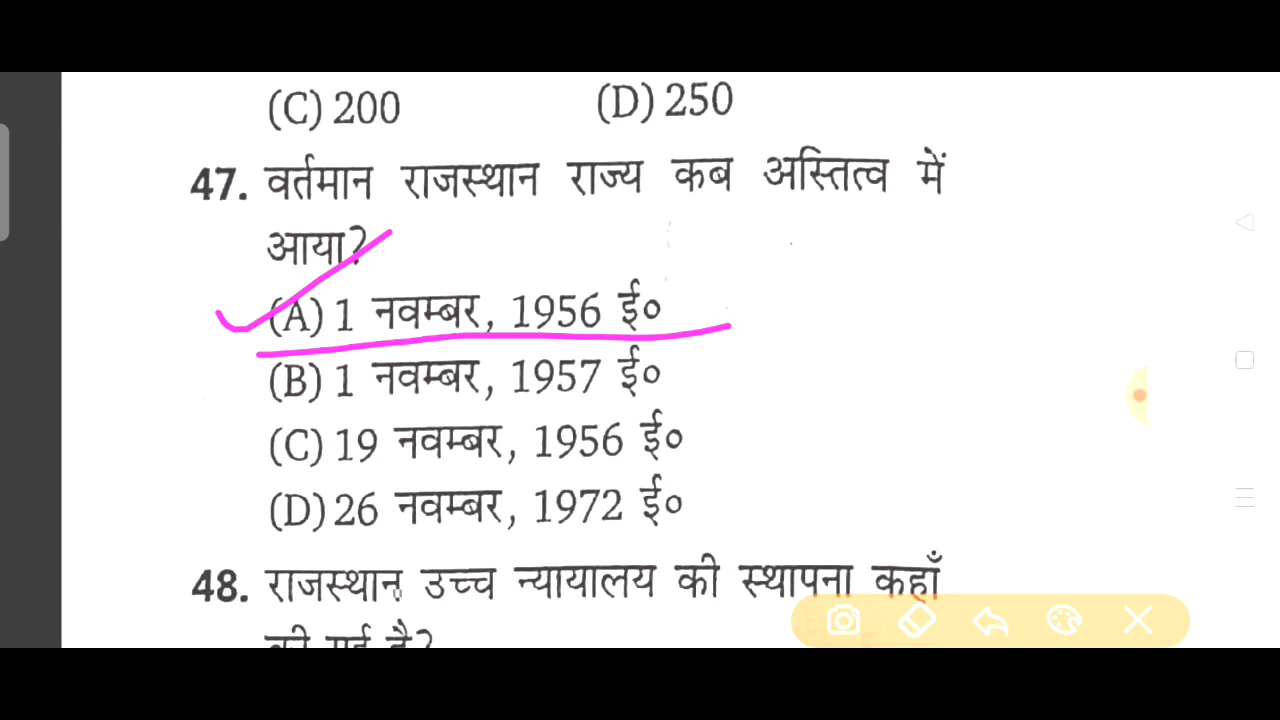 (C) 200 (D) 250
47. वर्तमान राजस्थान राज्य कब अस्तित्व में
आया?
(A) 1 नवम्बर, 1956 ई०
(B) 1 नवम्बर, 1957 ई०
(C) 19 नवम्बर, 1956 ई०
(D) 26 नवम्बर, 1972 ई०
48. राजस्थान उच्च न्यायालय की स्थापना कहाँ
की गई है?